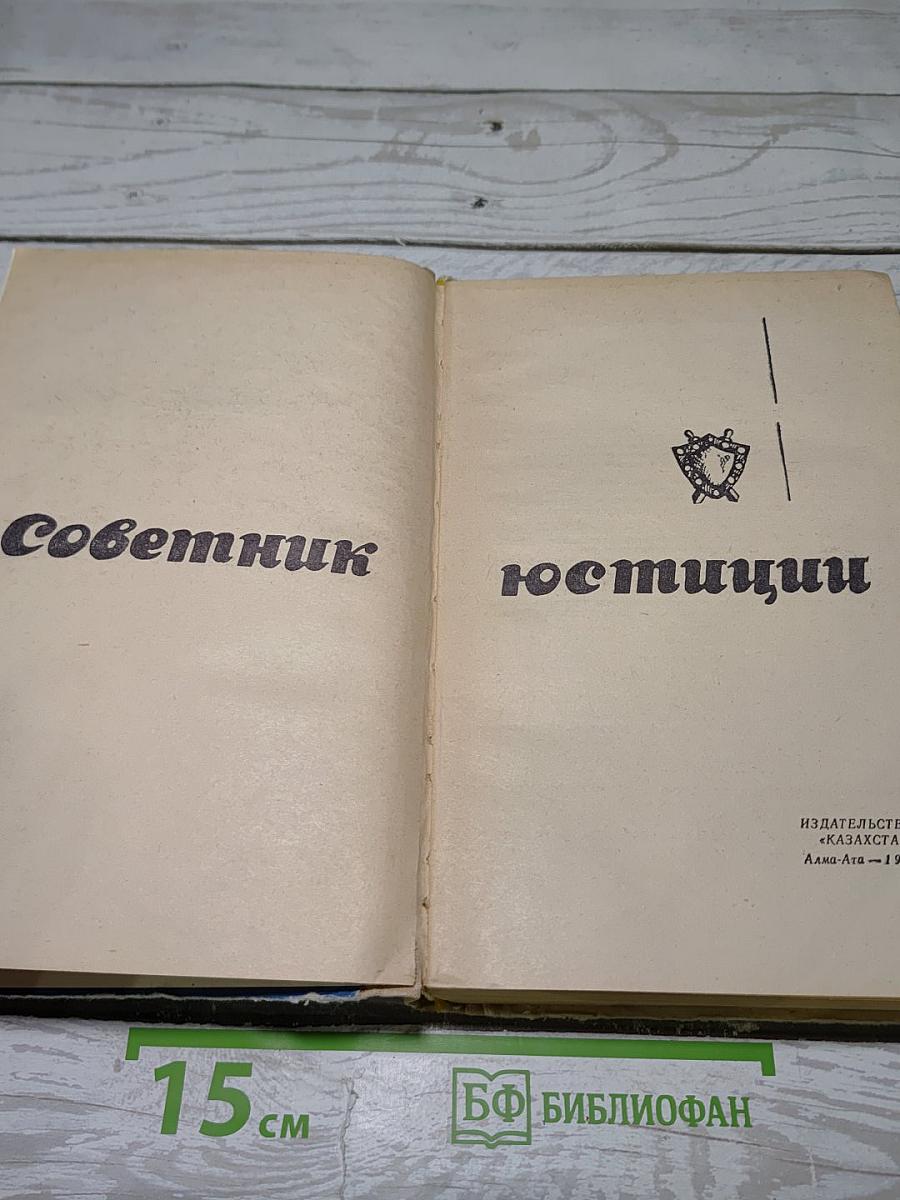 Советник
юстиции
ИЗДАТЕЛЬСТВ
«КАЗАХСТА
Алма-Ата — 19
15 см
БФ БИБЛИОФАН